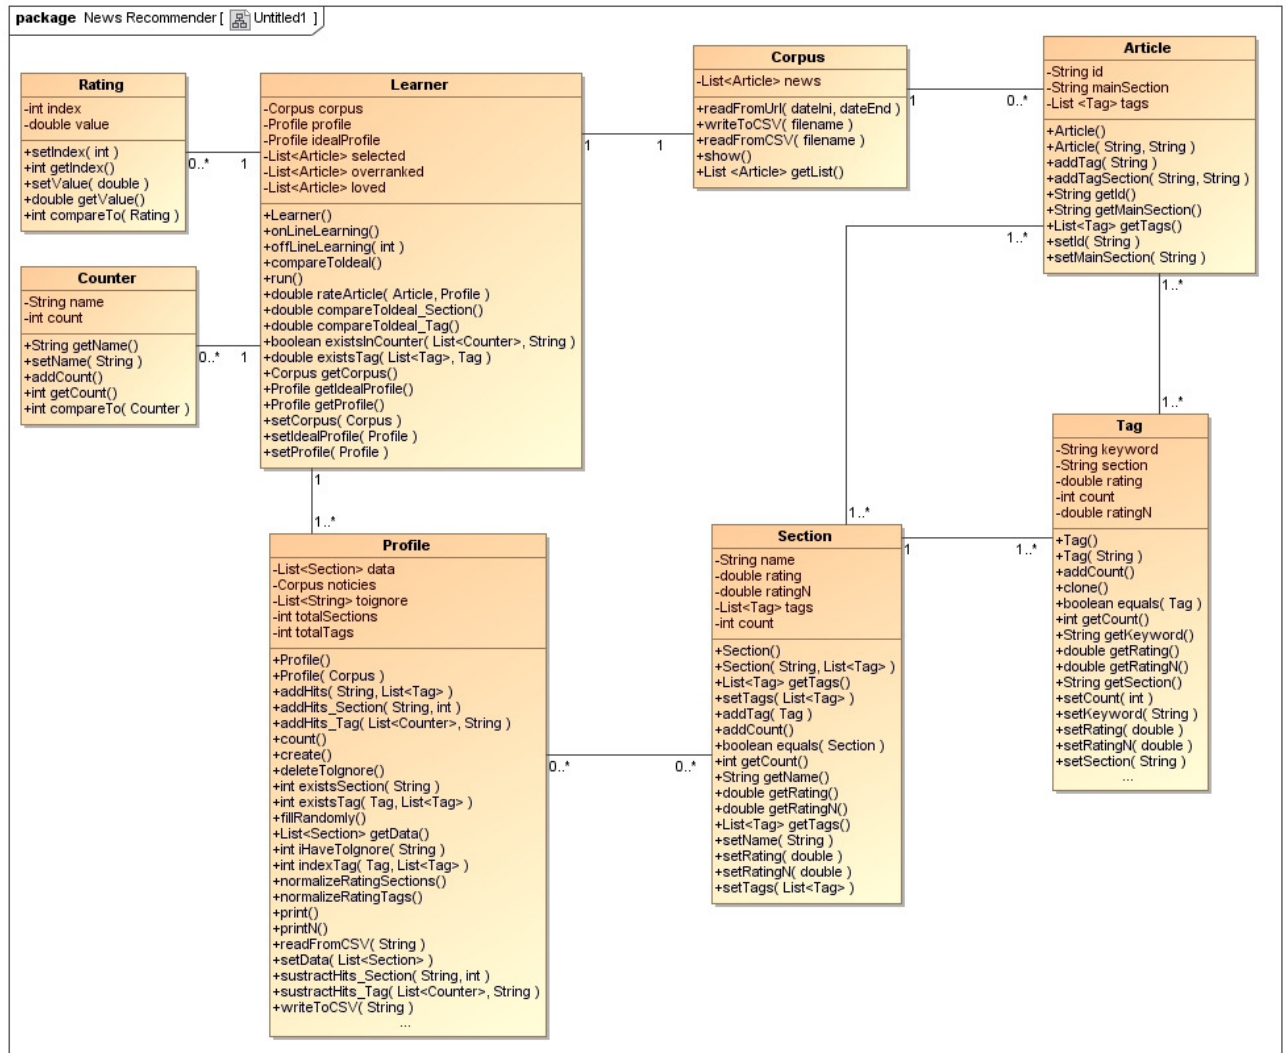 package News Recommender [ Untitled1 ]
Rating
-int index
-double value
+setIndex( int )
+int getIndex()
+setValue( double )
+double getValue()
+int compareTo( Rating )
0..*
1
Counter
-String name
-int count
+String getName()
+setName( String )
+addCount()
+int getCount()
+int compareTo( Counter )
0..*
1
Learner
-Corpus corpus
-Profile profile
-Profile idealProfile
-List<Article> selected
-List<Article> overranked
-List<Article> loved
+Learner()
+onLineLearning()
+offLineLearning( int )
+compareToIdeal()
+run()
+double rateArticle( Article, Profile )
+double compareToIdeal_Section()
+double compareToIdeal_Tag()
+boolean existsInCounter( List<Counter>, String )
+double existsTag( List<Tag>, Tag )
+Corpus getCorpus()
+Profile getIdealProfile()
+Profile getProfile()
+setCorpus( Corpus )
+setIdealProfile( Profile )
+setProfile( Profile )
1
1
Corpus
-List<Article> news
+readFromUrl( dateIni, dateEnd )
+writeToCSV( filename )
+readFromCSV( filename )
+show()
+List <Article> getList()
1
0..*
Article
-String id
-String mainSection
-List <Tag> tags
+Article()
+Article( String, String )
+addTag( String )
+addTagSection( String, String )
+String getId()
+String getMainSection()
+List<Tag> getTags()
+setId( String )
+setMainSection( String )
1..*
1..*
1..*
1..*
1
1..*
Profile
-List<Section> data
-Corpus noticies
-List<String> toignore
-int totalSections
-int totalTags
+Profile()
+Profile( Corpus )
+addHits( String, List<Tag> )
+addHits_Section( String, int )
+addHits_Tag( List<Counter>, String )
+count()
+create()
+deleteToIgnore()
+int existsSection( String )
+int existsTag( Tag, List<Tag> )
+fillRandomly()
+List<Section> getData()
+int iHaveToIgnore( String )
+int indexTag( Tag, List<Tag> )
+normalizeRatingSections()
+normalizeRatingTags()
+print()
+printN()
+readFromCSV( String )
+setData( List<Section> )
+sustractHits_Section( String, int )
+sustractHits_Tag( List<Counter>, String )
+writeToCSV( String )
...
0..*
0..*
Section
-String name
-double rating
-double ratingN
-List<Tag> tags
-int count
+Section()
+Section( String, List<Tag> )
+List<Tag> getTags()
+setTags( List<Tag> )
+addTag( Tag )
+addCount()
+boolean equals( Section )
+int getCount()
+String getName()
+double getRating()
+double getRatingN()
+List<Tag> getTags()
+setName( String )
+setRating( double )
+setRatingN( double )
+setTags( List<Tag> )
1
1..*
Tag
-String keyword
-String section
-double rating
-int count
-double ratingN
+Tag()
+Tag( String )
+addCount()
+clone()
+boolean equals( Tag )
+int getCount()
+String getKeyword()
+double getRating()
+double getRatingN()
+String getSection()
+setCount( int )
+setKeyword( String )
+setRating( double )
+setRatingN( double )
+setSection( String )
...